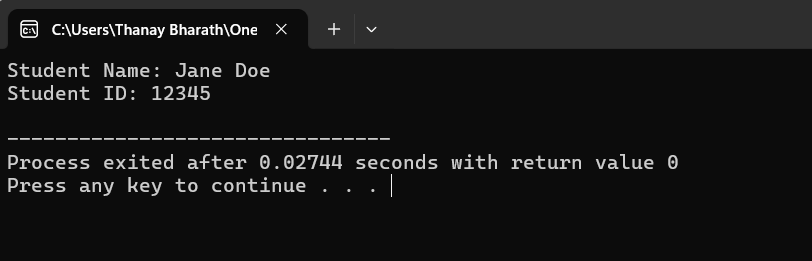 C:\Users\Thanay Bharath\One
Student Name: Jane Doe
Student ID: 12345
--------------------------------
Process exited after 0.02744 seconds with return value 0
Press any key to continue . . .